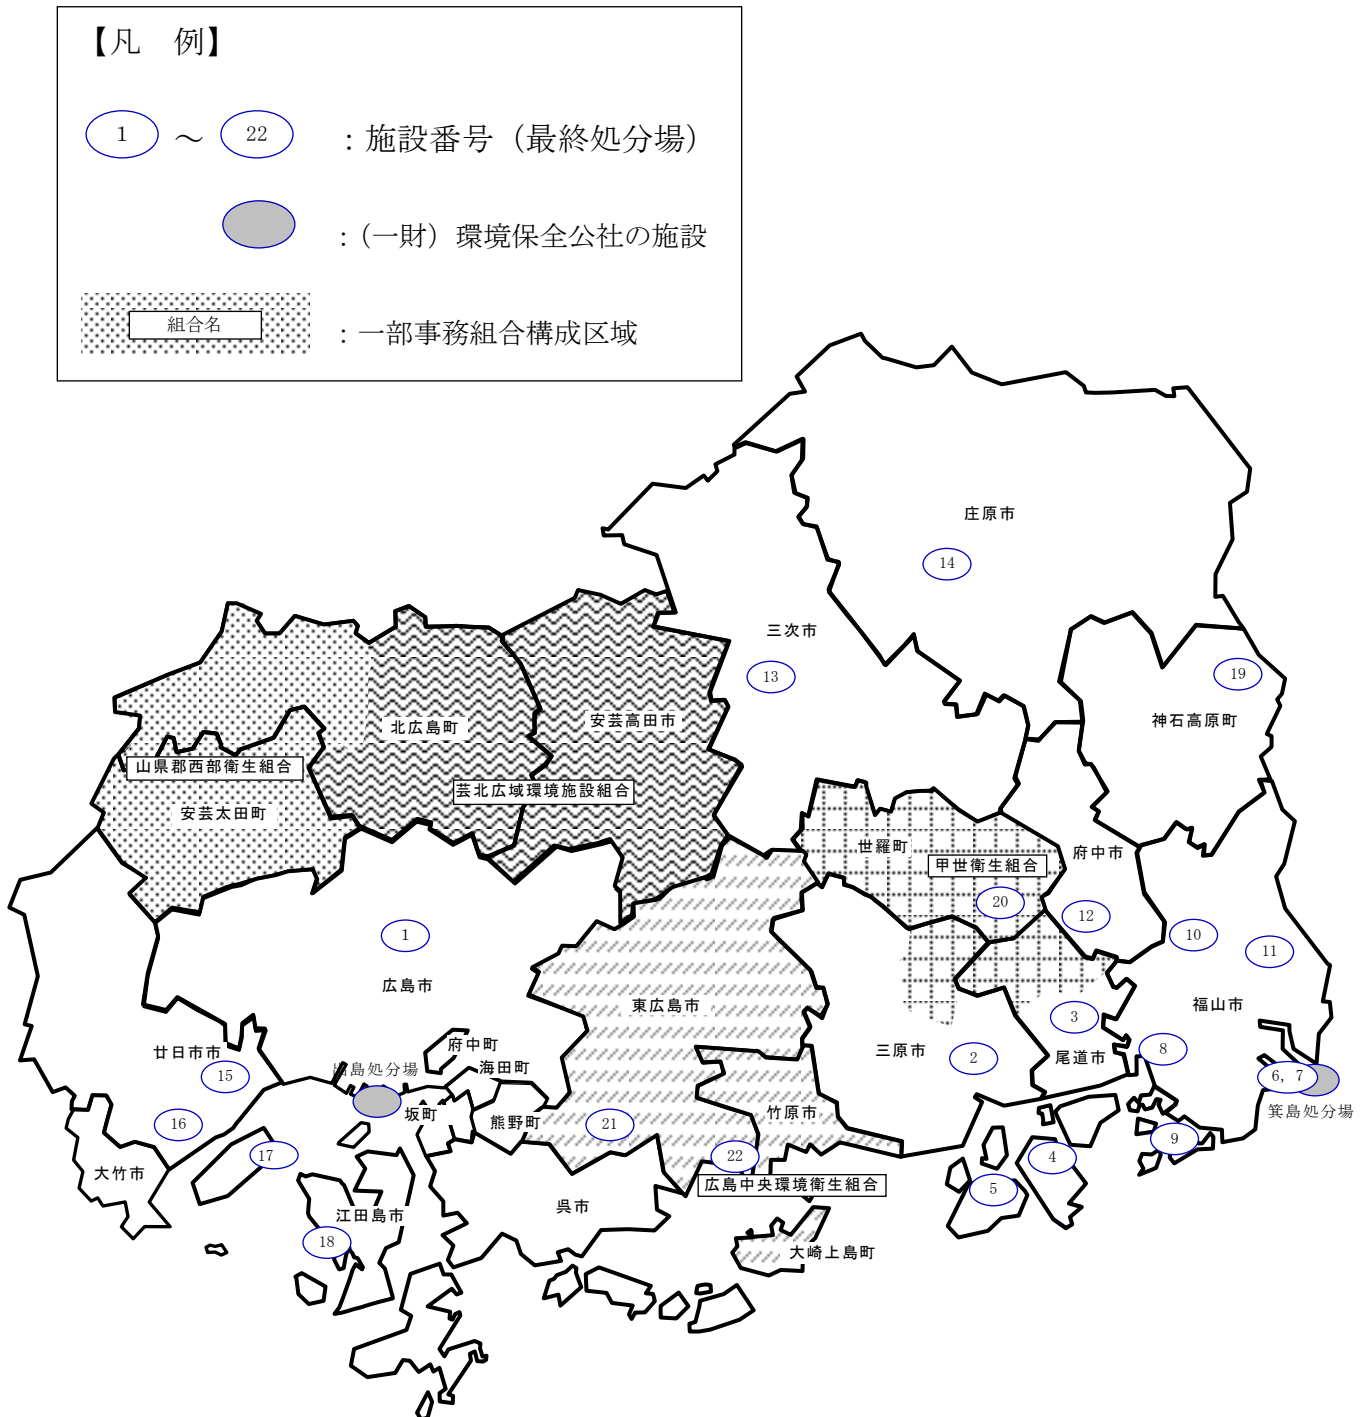 【凡　例】
1 ～ 22 ：施設番号（最終処分場）
：（一財）環境保全公社の施設
組合名 ：一部事務組合構成区域
庄原市
14
三次市
13
19
神石高原町
北広島町
安芸高田市
山県郡西部衛生組合
芸北広域環境施設組合
安芸太田町
世羅町
甲世衛生組合
府中市
20
12
10
11
1
広島市
東広島市
福山市
3
三原市
2
尾道市
8
府中町
海田町
廿日市市
15
出島処分場
6, 7
箕島処分場
坂町
熊野町
竹原市
16
21
9
17
22
4
大竹市
広島中央環境衛生組合
5
江田島市
呉市
18
大崎上島町